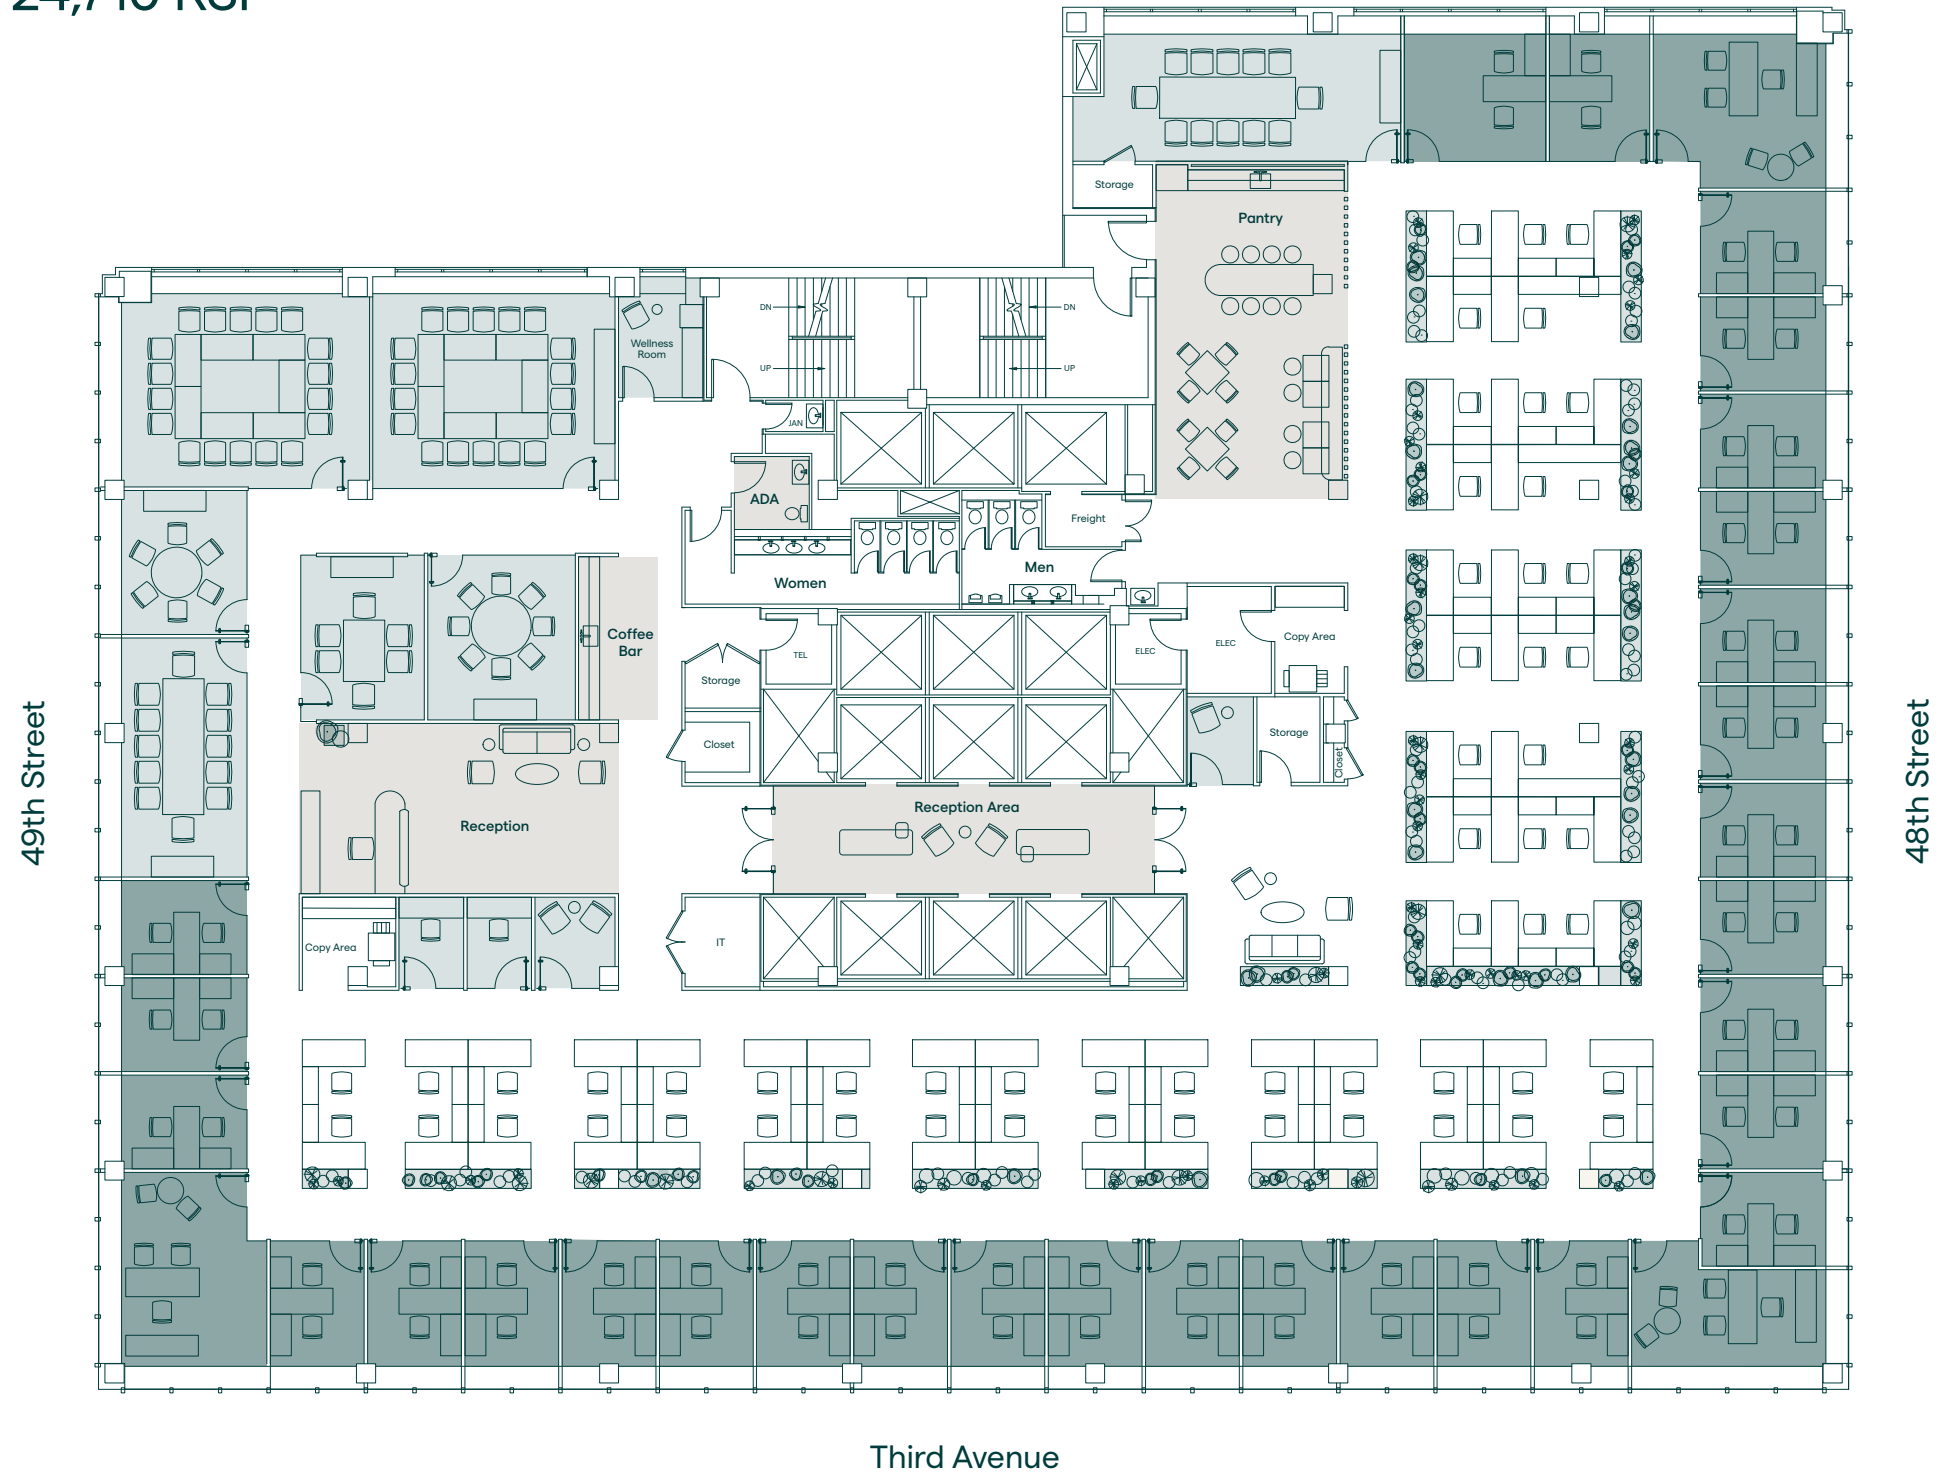 Storage
Pantry
DN
DN
Wellness
Room
UP
UP
JAN
ADA
Freight
Men
Women
Coffee
Bar
Copy Area
ELEC
ELEC
TEL
Storage
Closet
Storage
Closet
49th Street
48th Street
Reception Area
Reception
Copy Area
IT
Third Avenue